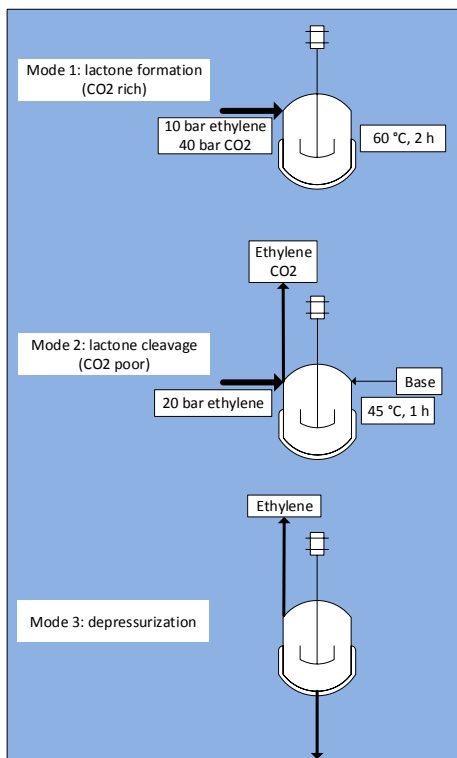 Mode 1: lactone formation
(CO2 rich)
10 bar ethylene
40 bar CO2
60 °C, 2 h
Ethylene
CO2
Mode 2: lactone cleavage
(CO2 poor)
Base
20 bar ethylene
45 °C, 1 h
Ethylene
Mode 3: depressurization